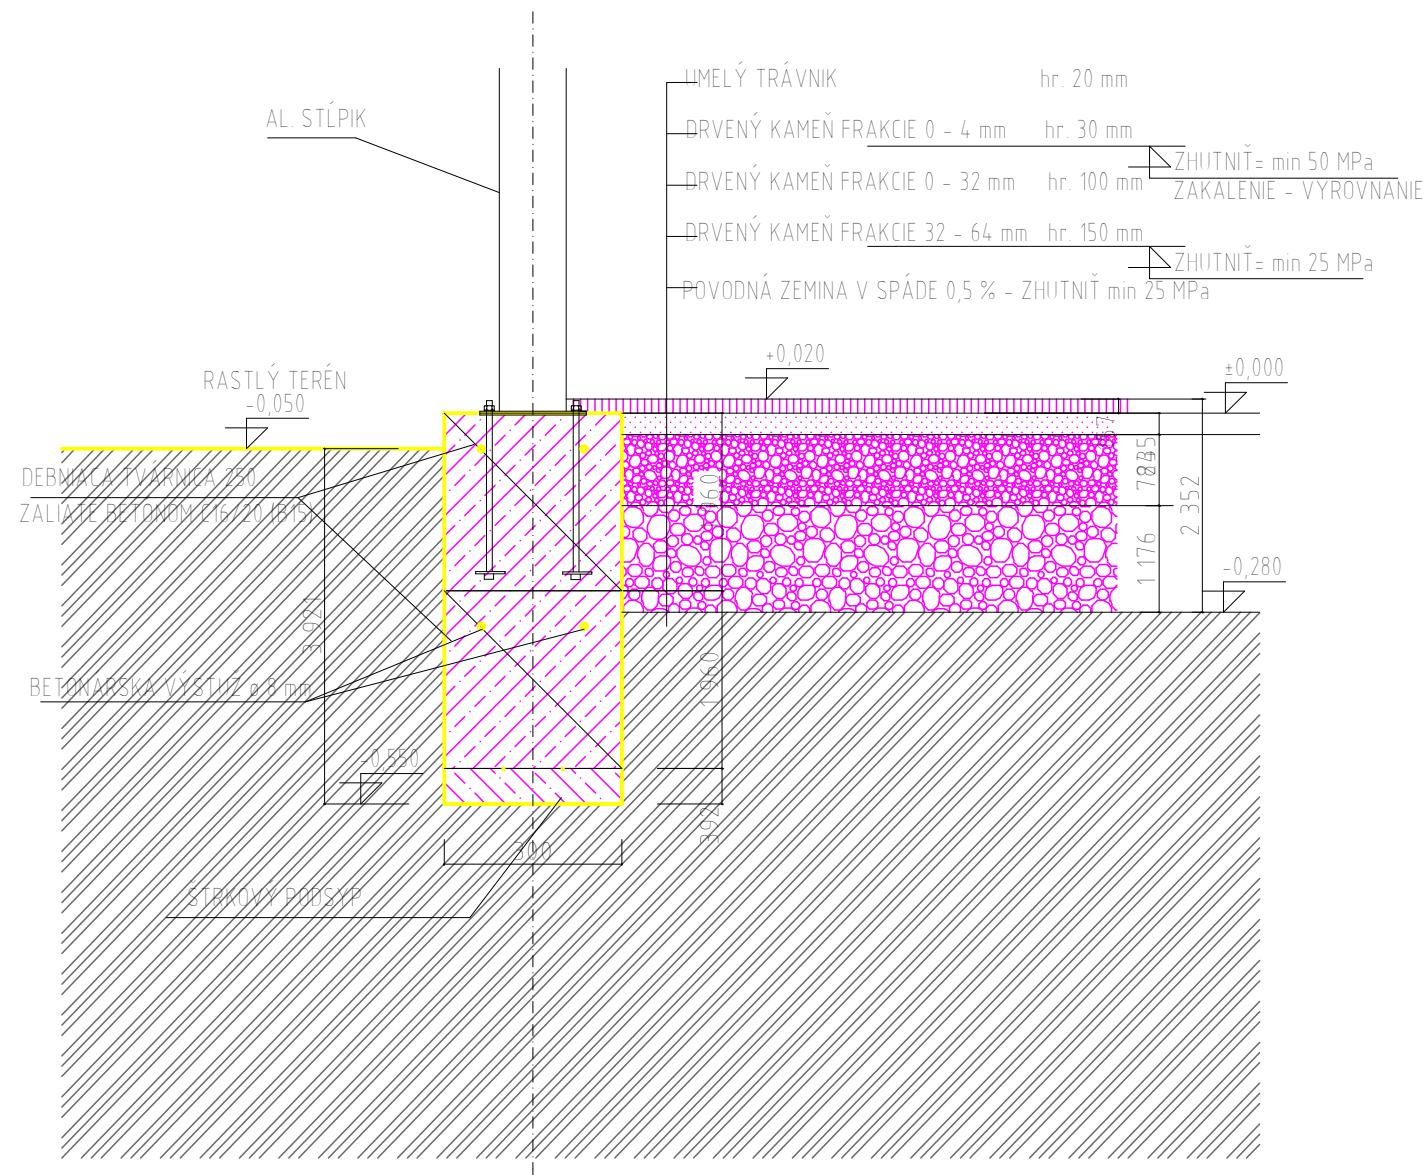 UMELÝ TRÁVNIK hr. 20 mm
AL. STĹPIK
DRVENÝ KAMEŇ FRAKCIE 0 - 4 mm hr. 30 mm
ZHUTNIŤ= min 50 MPa
DRVENÝ KAMEŇ FRAKCIE 0 - 32 mm hr. 100 mm
ZAKALENIE - VYROVNANIE
DRVENÝ KAMEŇ FRAKCIE 32 - 64 mm hr. 150 mm
ZHUTNIŤ= min 25 MPa
POVODNÁ ZEMINA V SPÁDE 0,5 % - ZHUTNIŤ min 25 MPa
+0,020
±0,000
RASTLÝ TERÉN
-0,050
DEBNIACA TVÁRNICA 250
ZALIATE BETÓNOM C16/20 (B15)
2 352
1 176
-0,280
3 921
1960
BETONÁRSKA VÝSTUŽ ø 8 mm
-0,550
392
300
ŠTRKOVÝ PODSYP